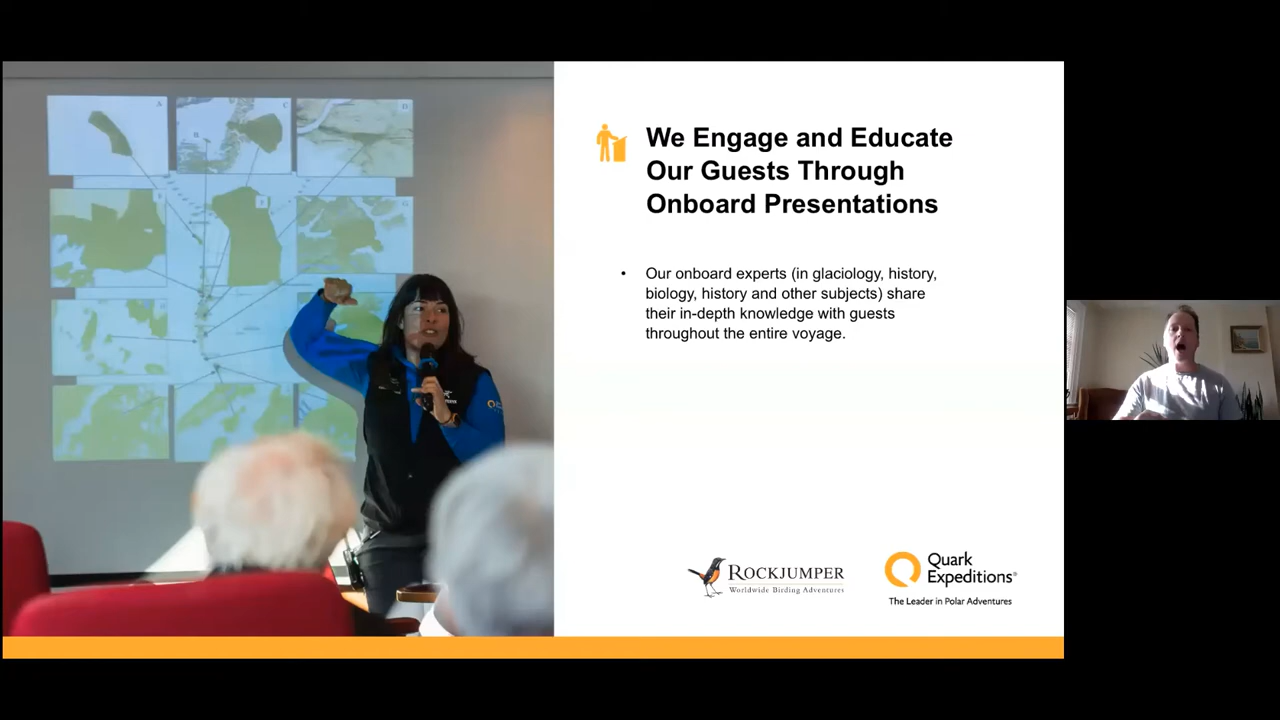 We Engage and Educate
Our Guests Through
Onboard Presentations
• Our onboard experts (in glaciology, history,
biology, history and other subjects) share
their in-depth knowledge with guests
throughout the entire voyage.
ROCKJUMPER
Worldwide Birding Adventures
Quark
Expeditions®
The Leader in Polar Adventures